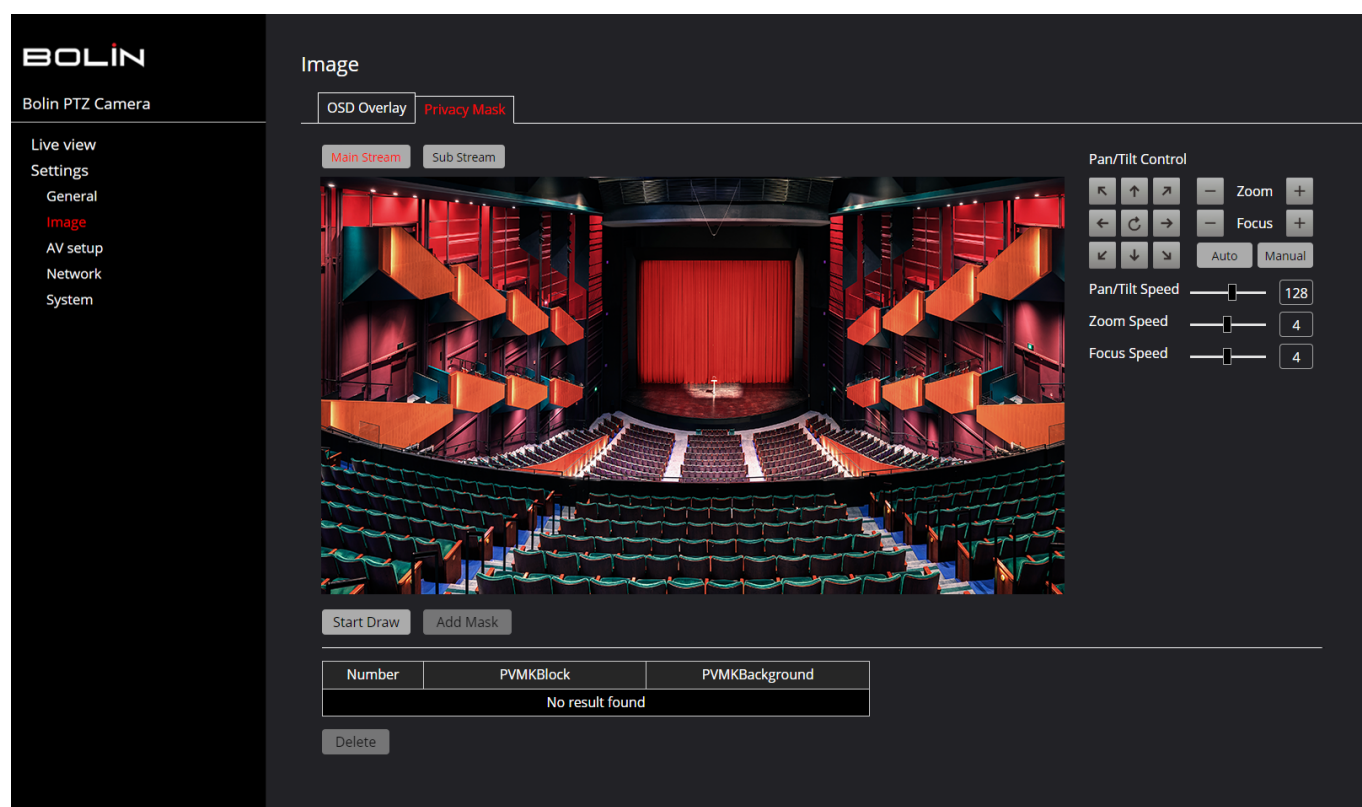 BOLIN
Bolin PTZ Camera
Live view
Settings
General
Image
AV setup
Network
System
Image
OSD Overlay Privacy Mask
Main Stream Sub Stream
Pan/Tilt Control
Zoom
Focus
Auto Manual
Pan/Tilt Speed 128
Zoom Speed 4
Focus Speed 4
Start Draw Add Mask
Number PVMKBlock PVMKBackground
No result found
Delete